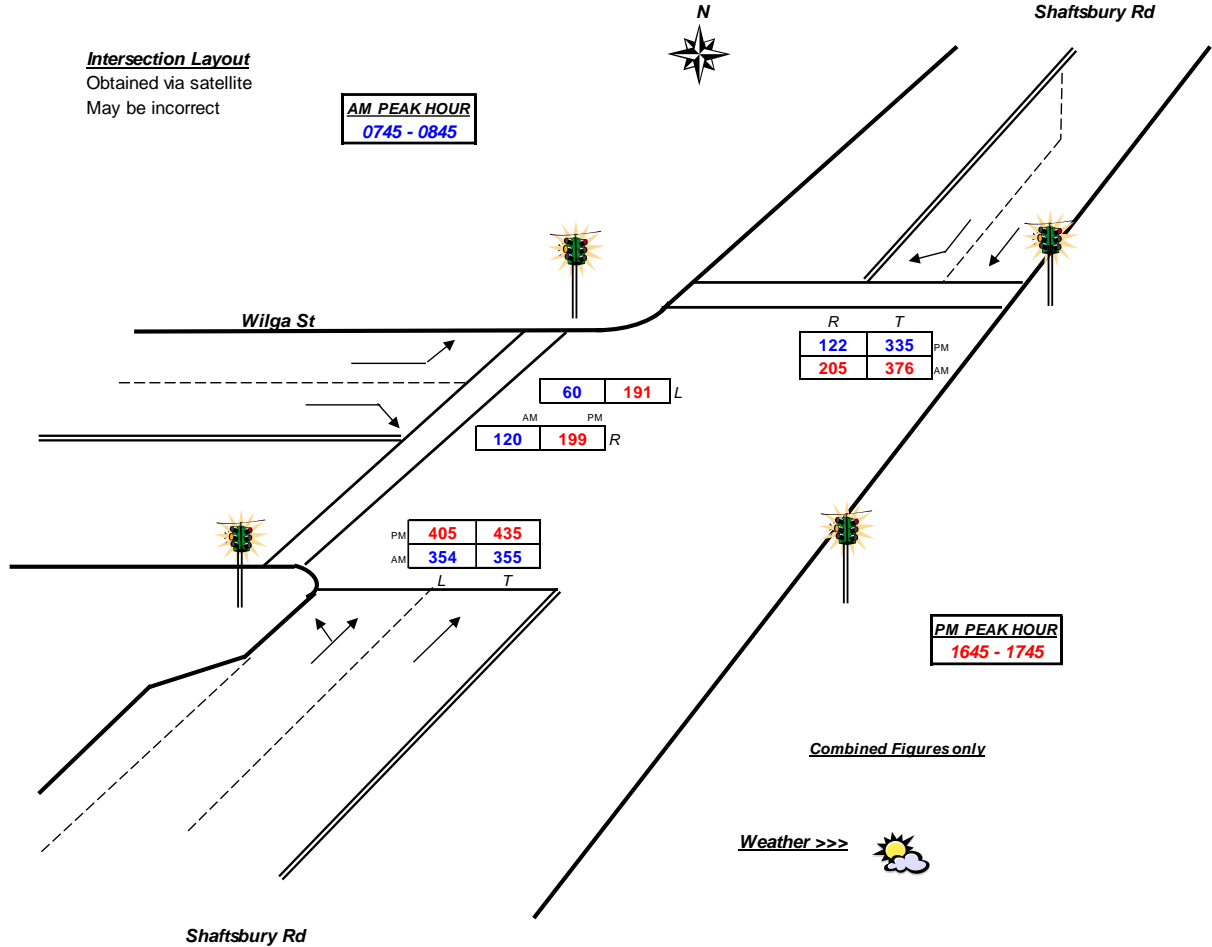 N
Shaftsbury Rd
Intersection Layout
Obtained via satellite
May be incorrect
AM PEAK HOUR
0745 - 0845
Wilga St
R T
122 335 PM
205 376 AM
60 191 L
AM PM
120 199 R
PM 405 435
AM 354 355
L T
PM PEAK HOUR
1645 - 1745
Combined Figures only
Weather >>>
Shaftsbury Rd